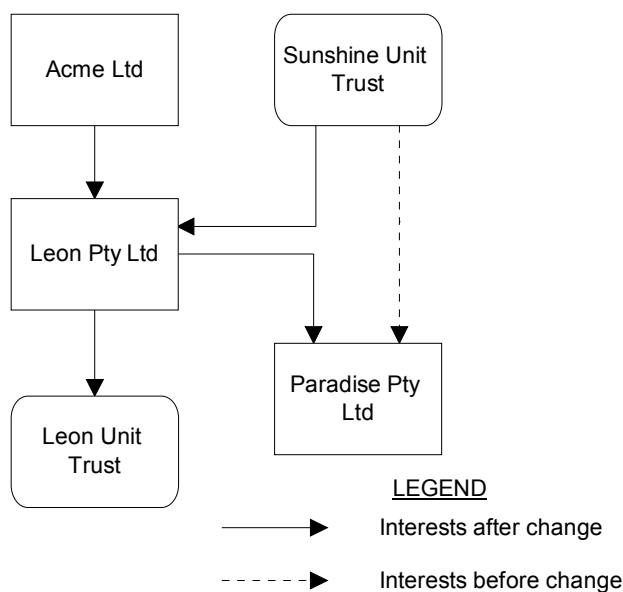 Acme Ltd
Sunshine Unit
Trust
Leon Pty Ltd
Paradise Pty
Ltd
Leon Unit
Trust
LEGEND
Interests after change
Interests before change